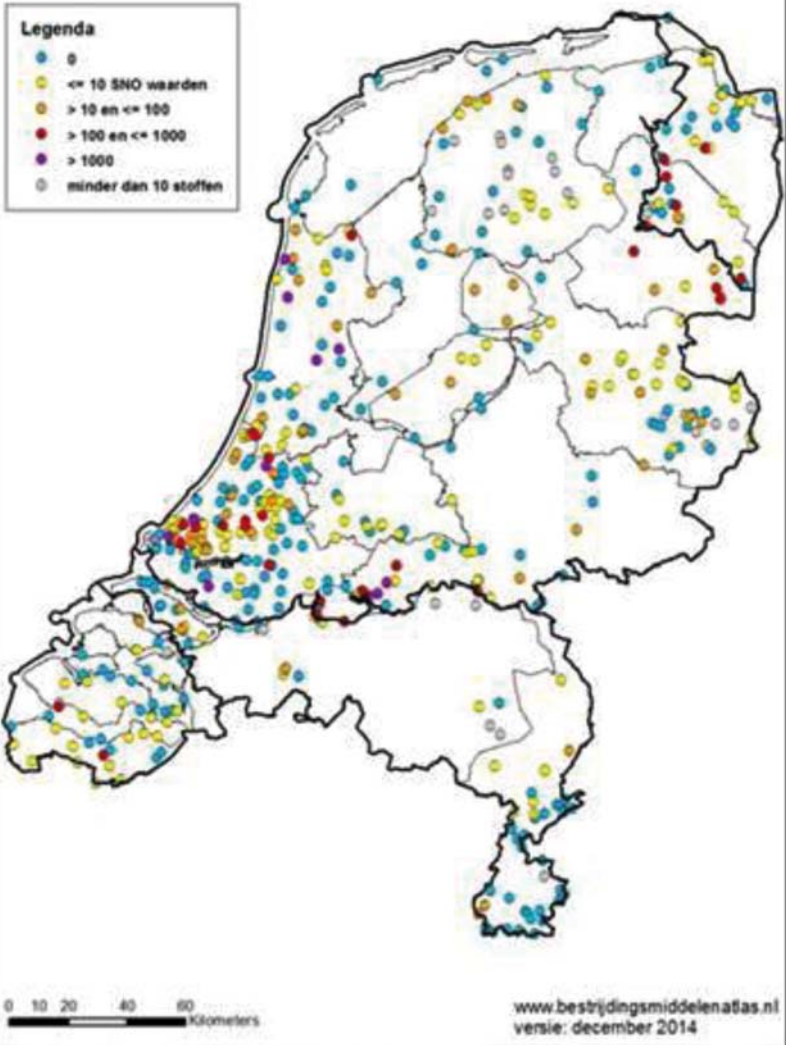 Legenda
0
<= 10 SNO waarden
> 10 en <= 100
> 100 en <= 1000
> 1000
minder dan 10 stoffen
0 10 20 40 60
Kilometers
www.bestrijdingsmiddelenatlas.nl
versie: december 2014